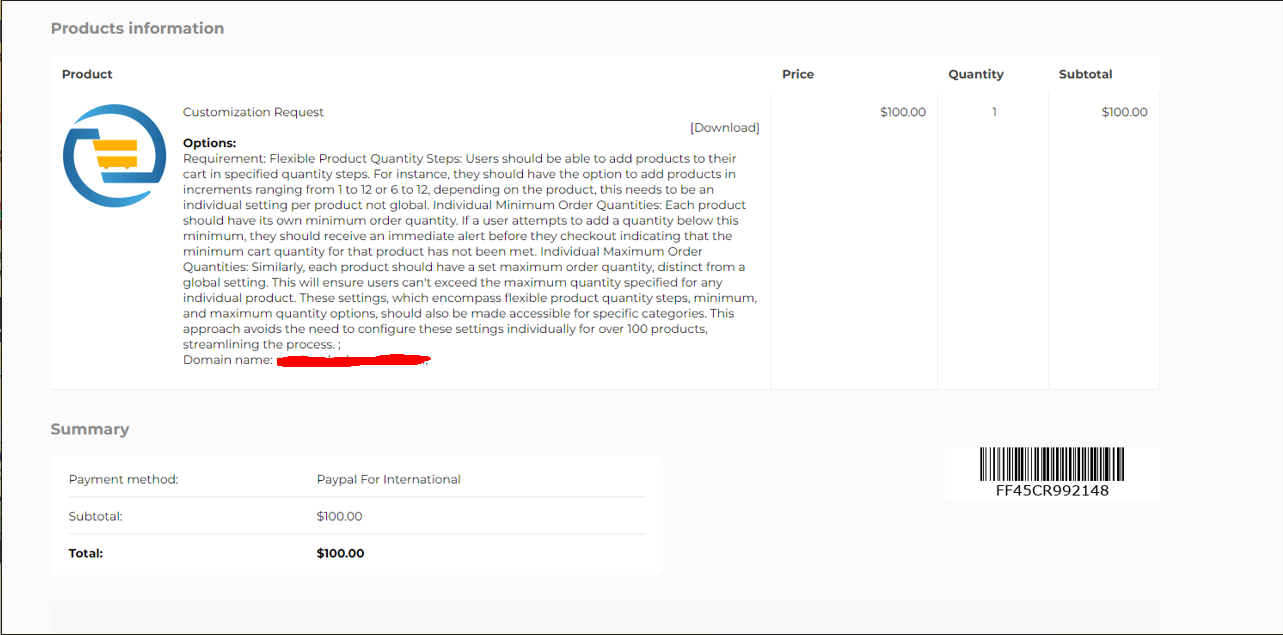 Products information
Product Price Quantity Subtotal
Customization Request $100.00 1 $100.00
[Download]
Options:
Requirement: Flexible Product Quantity Steps: Users should be able to add products to their
cart in specified quantity steps. For instance, they should have the option to add products in
increments ranging from 1 to 12 or 6 to 12, depending on the product, this needs to be an
individual setting per product not global. Individual Minimum Order Quantities: Each product
should have its own minimum order quantity. If a user attempts to add a quantity below this
minimum, they should receive an immediate alert before they checkout indicating that the
minimum cart quantity for that product has not been met. Individual Maximum Order
Quantities: Similarly, each product should have a set maximum order quantity, distinct from a
global setting. This will ensure users can't exceed the maximum quantity specified for any
individual product. These settings, which encompass flexible product quantity steps, minimum,
and maximum quantity options, should also be made accessible for specific categories. This
approach avoids the need to configure these settings individually for over 100 products,
streamlining the process. ;
Domain name: ;
Summary
Payment method: Paypal For International
Subtotal: $100.00
Total: $100.00
FF45CR992148